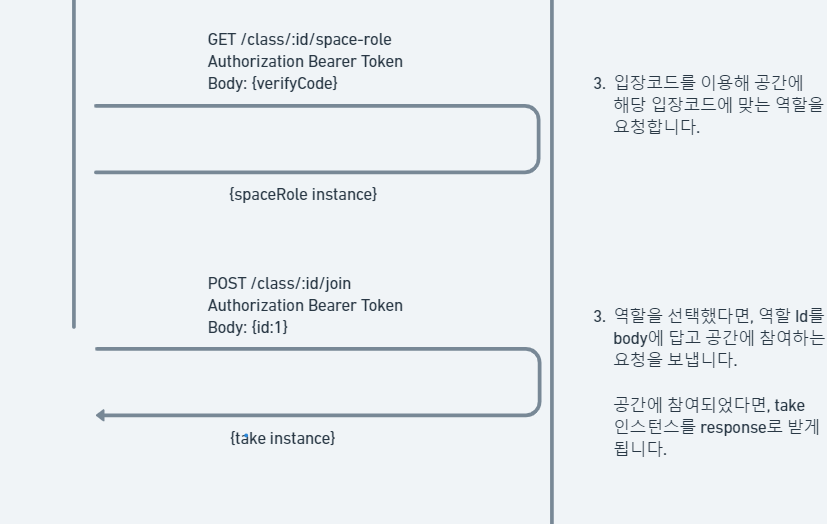 GET /class/:id/space-role
Authorization Bearer Token
Body: {verifyCode}
3. 입장코드를 이용해 공간에
해당 입장코드에 맞는 역할을
요청합니다.
{spaceRole instance}
POST /class/:id/join
Authorization Bearer Token
Body: {id:1}
3. 역할을 선택했다면, 역할 Id를
body에 답고 공간에 참여하는
요청을 보냅니다.
공간에 참여되었다면, take
인스턴스를 response로 받게
됩니다.
{take instance}